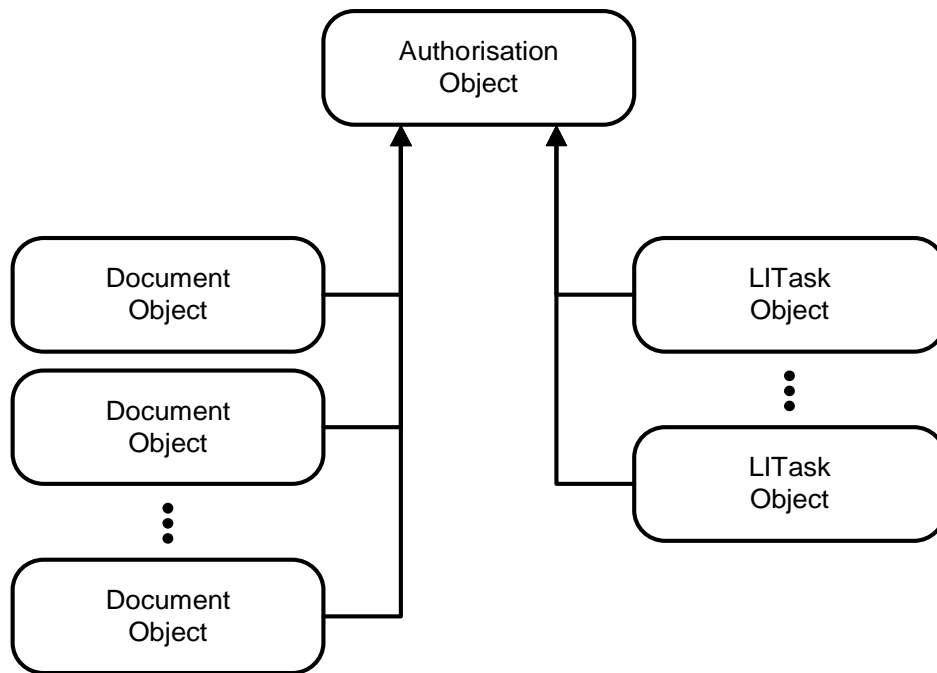 Authorisation
Object
Document
Object
Document
Object
Document
Object
LITask
Object
LITask
Object